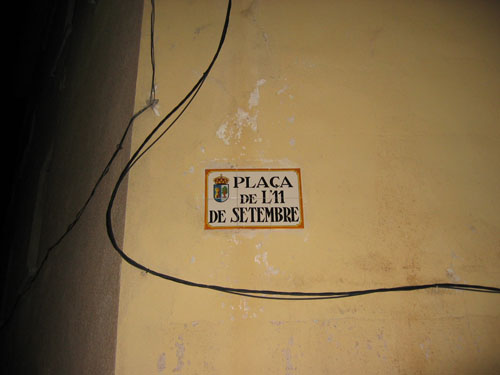 PLAÇA
DE L'11
DE SETEMBRE